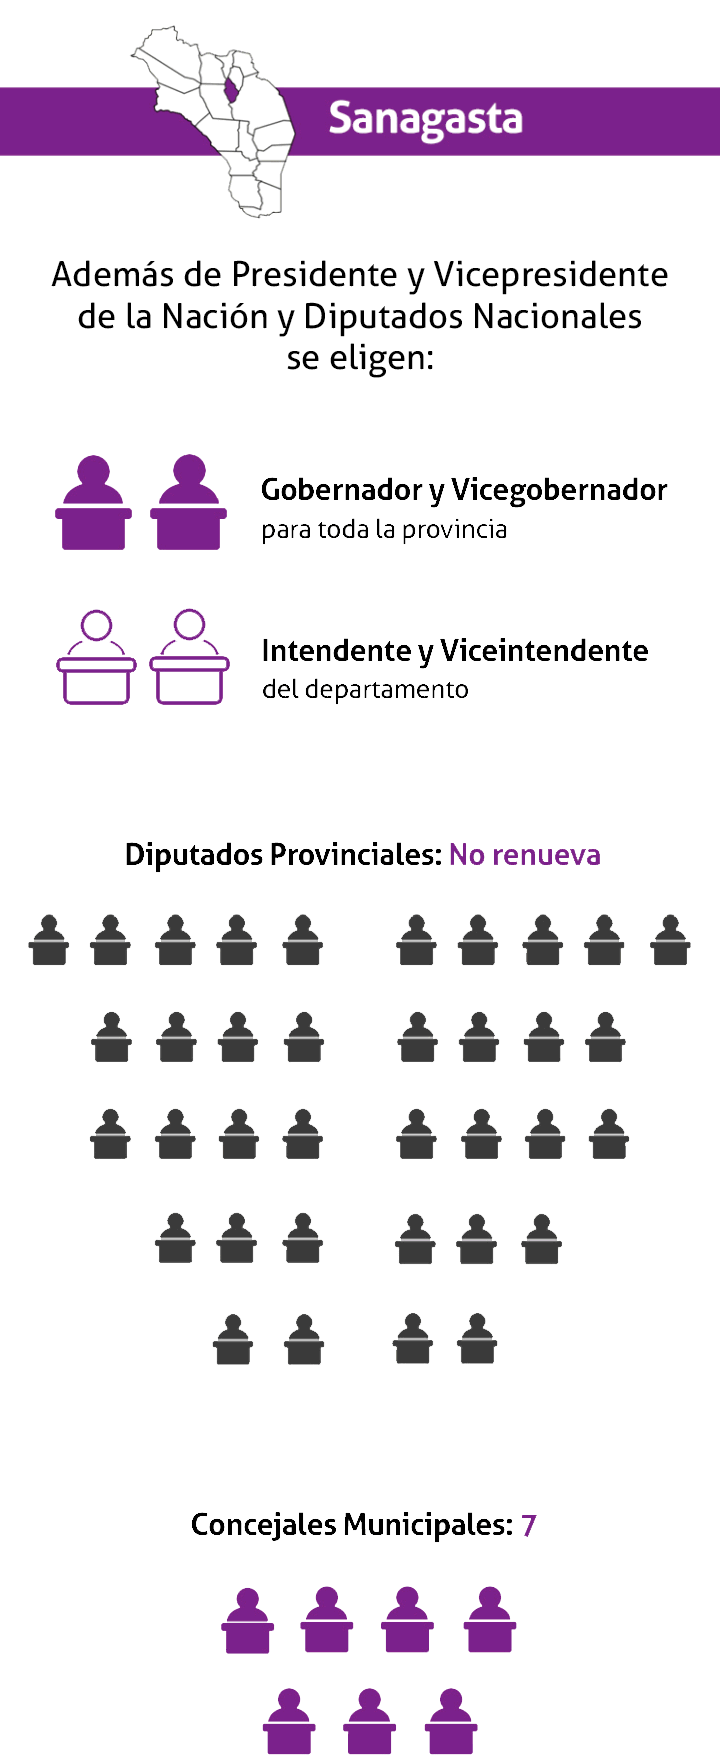 Sanagasta
Además de Presidente y Vicepresidente
de la Nación y Diputados Nacionales
se eligen:
Gobernador y Vicegobernador
para toda la provincia
Intendente y Viceintendente
del departamento
Diputados Provinciales: No renueva
Concejales Municipales: 7